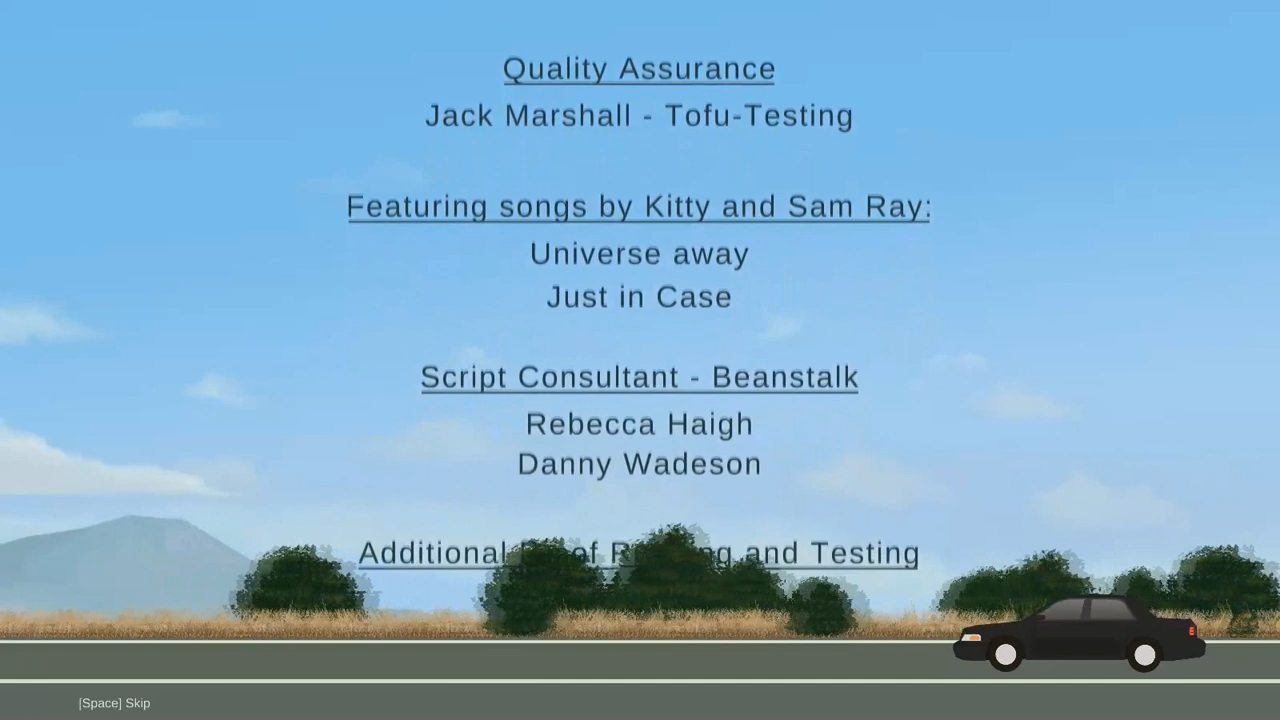 Quality Assurance
Jack Marshall - Tofu-Testing
Featuring songs by Kitty and Sam Ray:
Universe away
Just in Case
Script Consultant - Beanstalk
Rebecca Haigh
Danny Wadeson
Additional and Testing
[Space] Skip